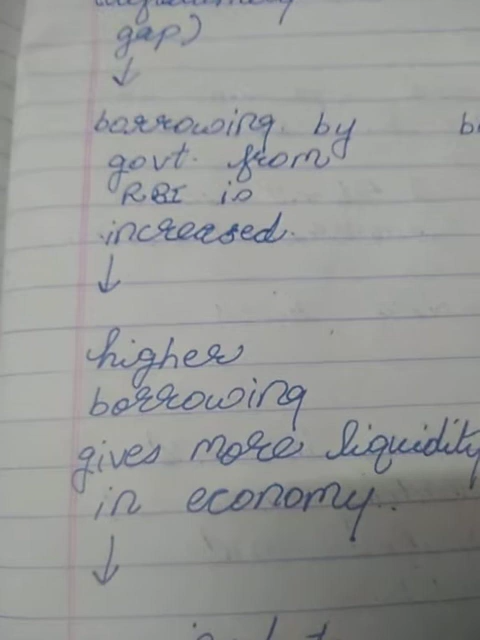 gap)
↓
borrowing by
govt. from
RBI is
increased.
↓
higher
borrowing
gives more liquidity
in economy.
↓